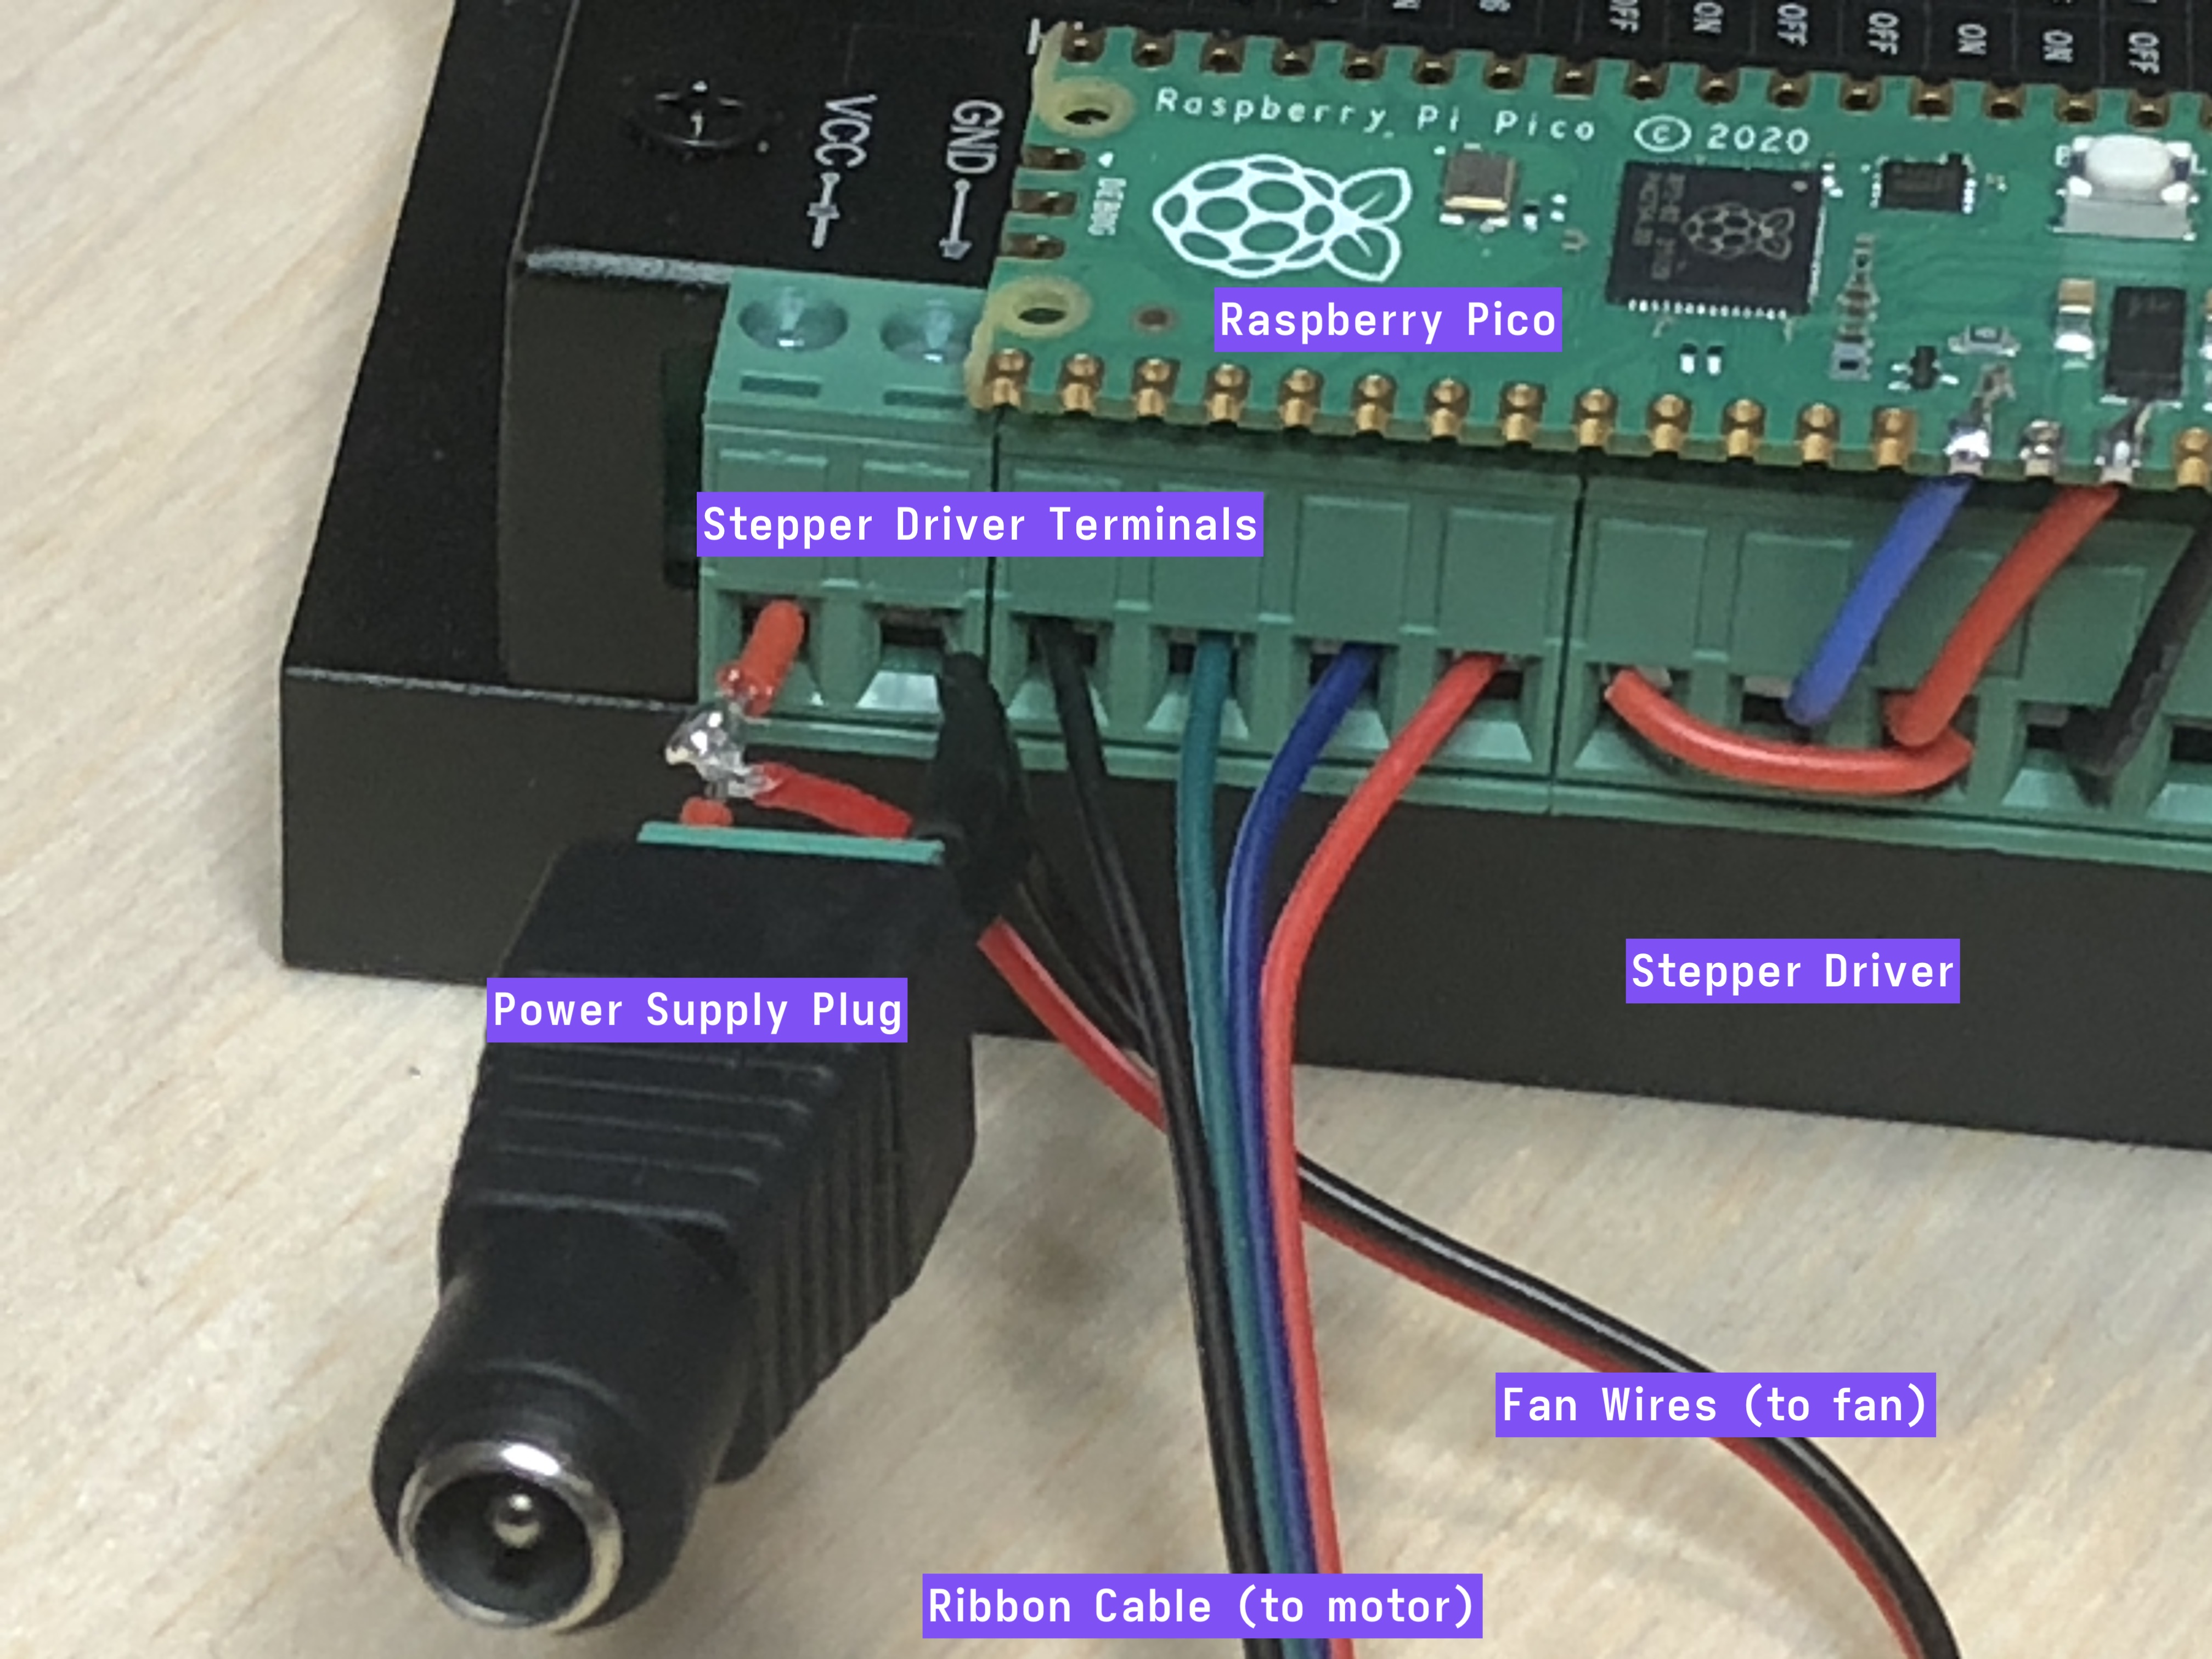 OFF
ON
OFF
OFF
ON
ON
OFF
VCC
GND
Raspberry Pi Pico © 2020
DEBUG
Raspberry Pico
Stepper Driver Terminals
Stepper Driver
Power Supply Plug
Fan Wires (to fan)
Ribbon Cable (to motor)